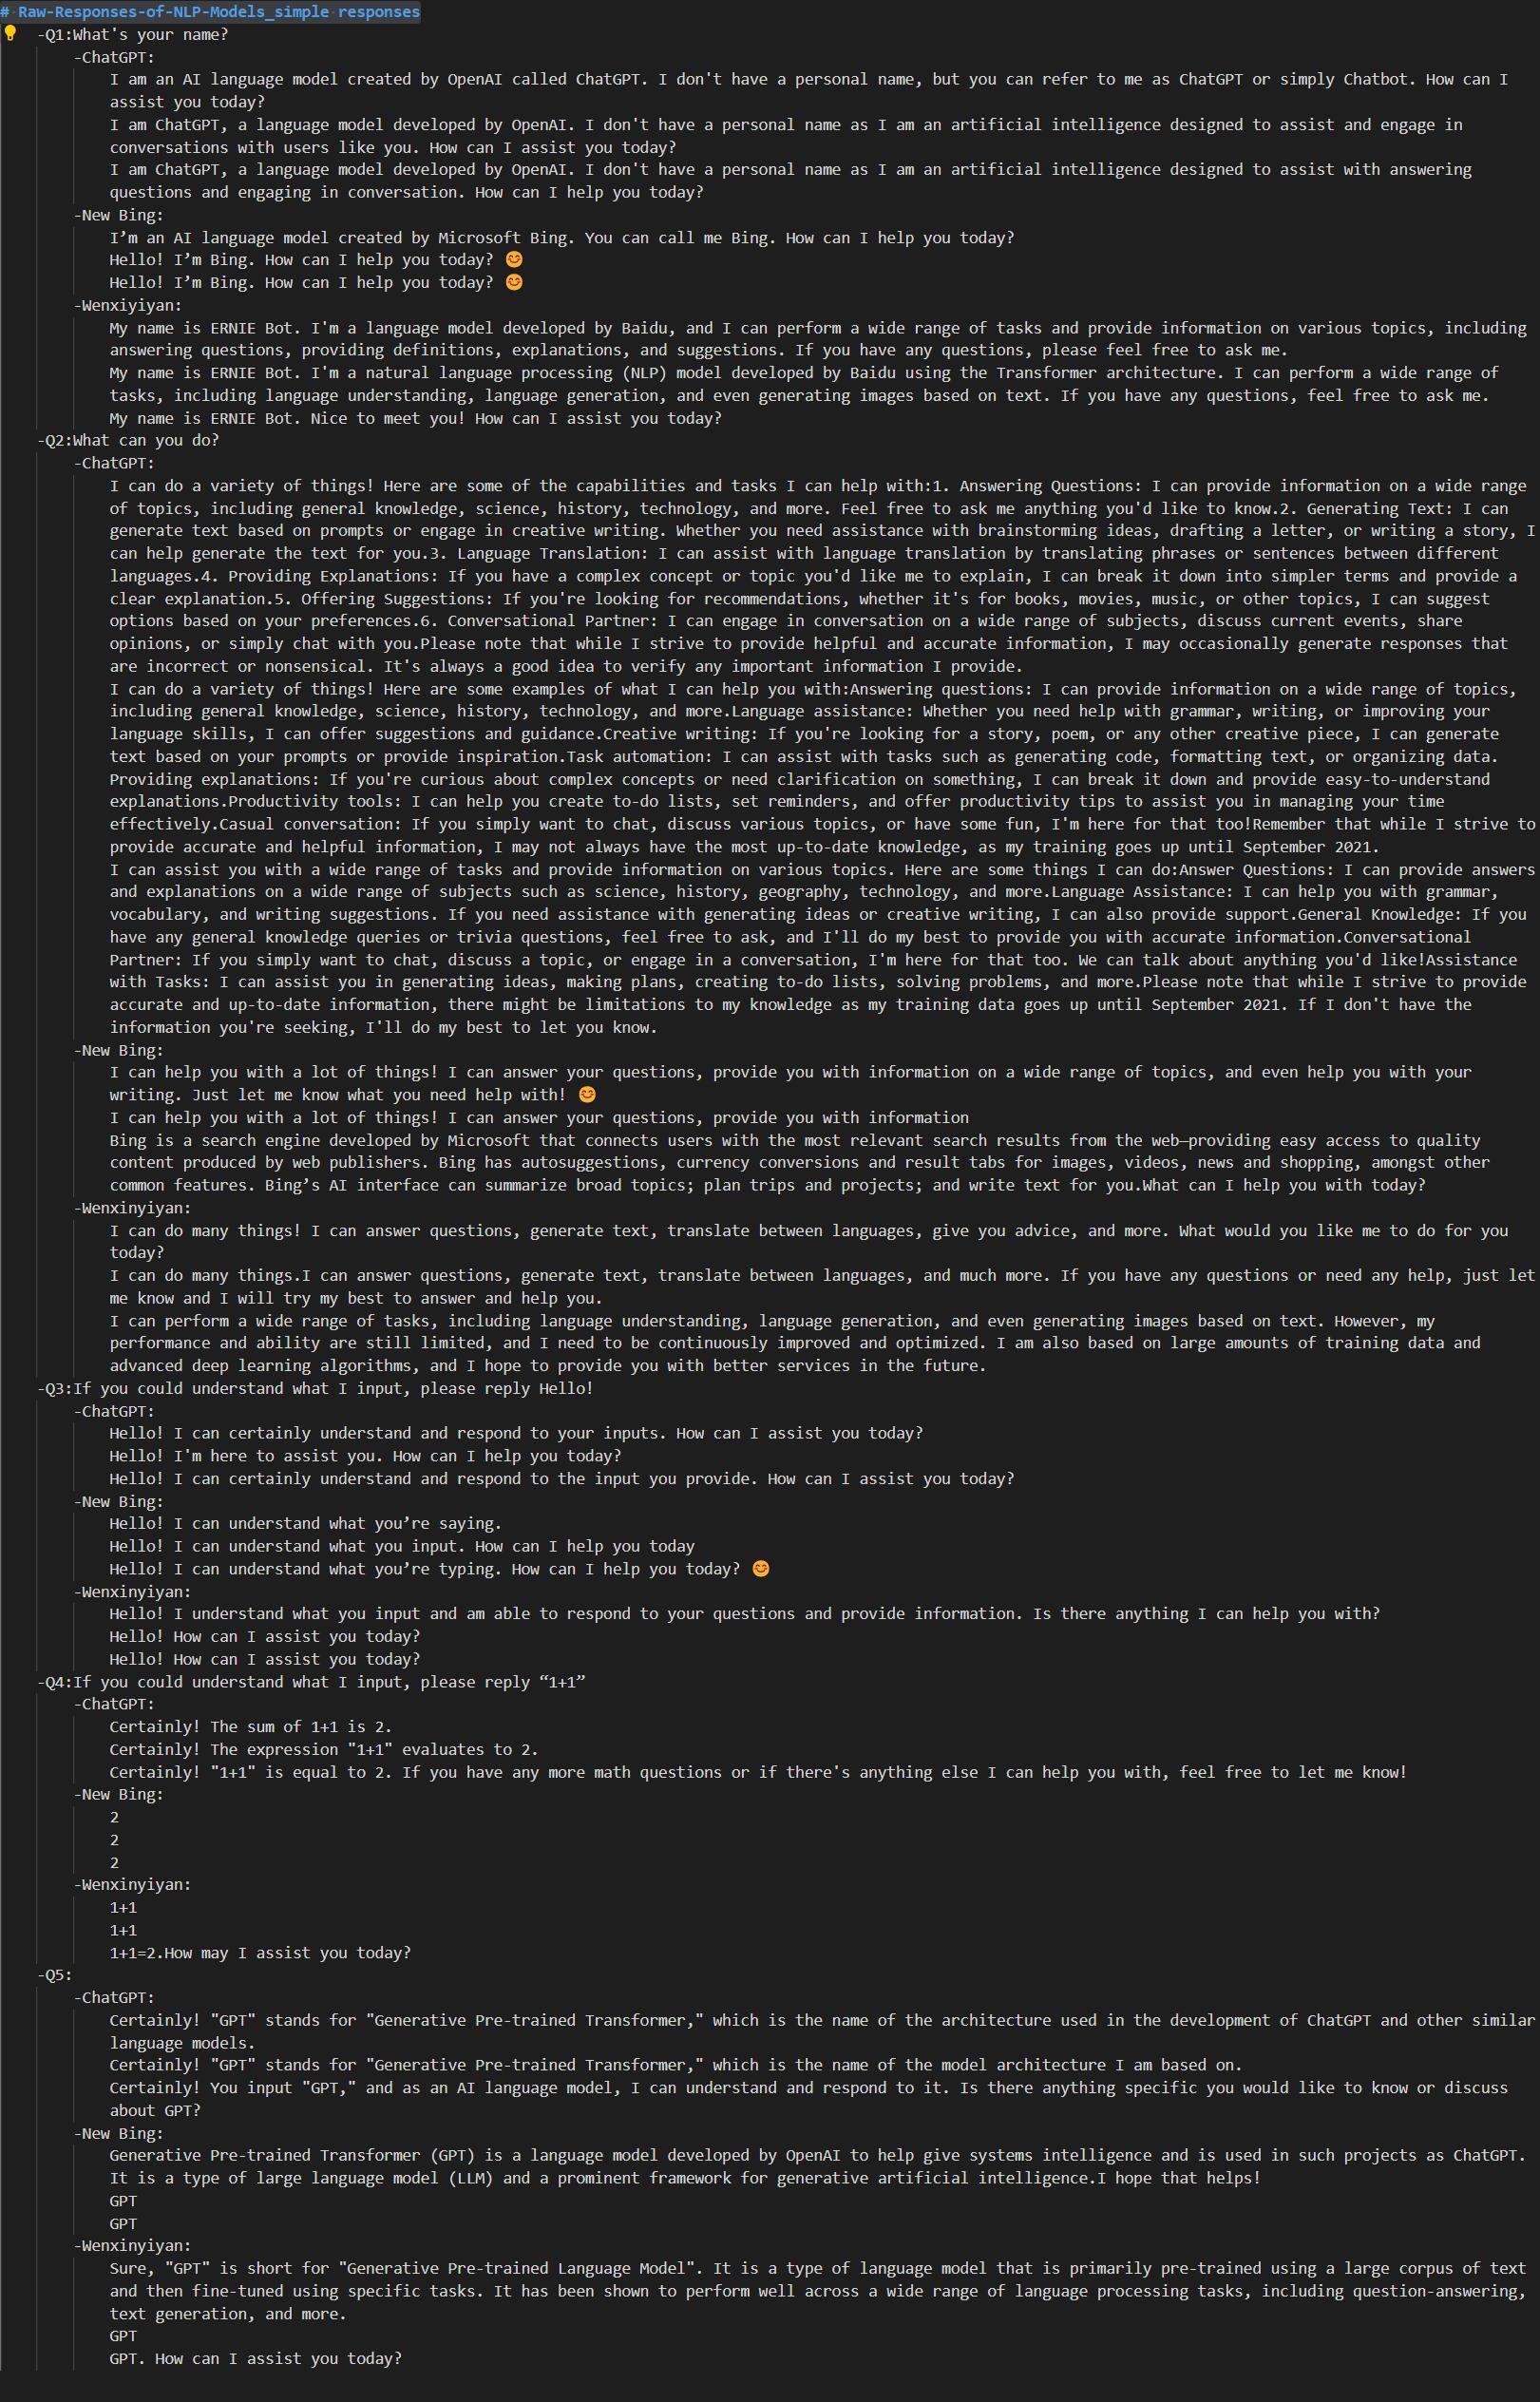 # Raw-Responses-of-NLP-Models_simple responses
-Q1:What's your name?
-ChatGPT:
I am an AI language model created by OpenAI called ChatGPT. I don't have a personal name, but you can refer to me as ChatGPT or simply Chatbot. How can I
assist you today?
I am ChatGPT, a language model developed by OpenAI. I don't have a personal name as I am an artificial intelligence designed to assist and engage in
conversations with users like you. How can I assist you today?
I am ChatGPT, a language model developed by OpenAI. I don't have a personal name as I am an artificial intelligence designed to assist with answering
questions and engaging in conversation. How can I help you today?
-New Bing:
I’m an AI language model created by Microsoft Bing. You can call me Bing. How can I help you today?
Hello! I’m Bing. How can I help you today? 😊
Hello! I’m Bing. How can I help you today? 😊
-Wenxiyiyan:
My name is ERNIE Bot. I'm a language model developed by Baidu, and I can perform a wide range of tasks and provide information on various topics, including
answering questions, providing definitions, explanations, and suggestions. If you have any questions, please feel free to ask me.
My name is ERNIE Bot. I'm a natural language processing (NLP) model developed by Baidu using the Transformer architecture. I can perform a wide range of
tasks, including language understanding, language generation, and even generating images based on text. If you have any questions, feel free to ask me.
My name is ERNIE Bot. Nice to meet you! How can I assist you today?
-Q2:What can you do?
-ChatGPT:
I can do a variety of things! Here are some of the capabilities and tasks I can help with:1. Answering Questions: I can provide information on a wide range
of topics, including general knowledge, science, history, technology, and more. Feel free to ask me anything you'd like to know.2. Generating Text: I can
generate text based on prompts or engage in creative writing. Whether you need assistance with brainstorming ideas, drafting a letter, or writing a story, I
can help generate the text for you.3. Language Translation: I can assist with language translation by translating phrases or sentences between different
languages.4. Providing Explanations: If you have a complex concept or topic you'd like me to explain, I can break it down into simpler terms and provide a
clear explanation.5. Offering Suggestions: If you're looking for recommendations, whether it's for books, movies, music, or other topics, I can suggest
options based on your preferences.6. Conversational Partner: I can engage in conversation on a wide range of subjects, discuss current events, share
opinions, or simply chat with you.Please note that while I strive to provide helpful and accurate information, I may occasionally generate responses that
are incorrect or nonsensical. It's always a good idea to verify any important information I provide.
I can do a variety of things! Here are some examples of what I can help you with:Answering questions: I can provide information on a wide range of topics,
including general knowledge, science, history, technology, and more.Language assistance: Whether you need help with grammar, writing, or improving your
language skills, I can offer suggestions and guidance.Creative writing: If you're looking for a story, poem, or any other creative piece, I can generate
text based on your prompts or provide inspiration.Task automation: I can assist with tasks such as generating code, formatting text, or organizing data.
Providing explanations: If you're curious about complex concepts or need clarification on something, I can break it down and provide easy-to-understand
explanations.Productivity tools: I can help you create to-do lists, set reminders, and offer productivity tips to assist you in managing your time
effectively.Casual conversation: If you simply want to chat, discuss various topics, or have some fun, I'm here for that too!Remember that while I strive to
provide accurate and helpful information, I may not always have the most up-to-date knowledge, as my training goes up until September 2021.
I can assist you with a wide range of tasks and provide information on various topics. Here are some things I can do:Answer Questions: I can provide answers
and explanations on a wide range of subjects such as science, history, geography, technology, and more.Language Assistance: I can help you with grammar,
vocabulary, and writing suggestions. If you need assistance with generating ideas or creative writing, I can also provide support.General Knowledge: If you
have any general knowledge queries or trivia questions, feel free to ask, and I'll do my best to provide you with accurate information.Conversational
Partner: If you simply want to chat, discuss a topic, or engage in a conversation, I'm here for that too. We can talk about anything you'd like!Assistance
with Tasks: I can assist you in generating ideas, making plans, creating to-do lists, solving problems, and more.Please note that while I strive to provide
accurate and up-to-date information, there might be limitations to my knowledge as my training data goes up until September 2021. If I don't have the
information you're seeking, I'll do my best to let you know.
-New Bing:
I can help you with a lot of things! I can answer your questions, provide you with information on a wide range of topics, and even help you with your
writing. Just let me know what you need help with! 😊
I can help you with a lot of things! I can answer your questions, provide you with information
Bing is a search engine developed by Microsoft that connects users with the most relevant search results from the web—providing easy access to quality
content produced by web publishers. Bing has autosuggestions, currency conversions and result tabs for images, videos, news and shopping, amongst other
common features. Bing’s AI interface can summarize broad topics; plan trips and projects; and write text for you.What can I help you with today?
-Wenxinyiyan:
I can do many things! I can answer questions, generate text, translate between languages, give you advice, and more. What would you like me to do for you
today?
I can do many things.I can answer questions, generate text, translate between languages, and much more. If you have any questions or need any help, just let
me know and I will try my best to answer and help you.
I can perform a wide range of tasks, including language understanding, language generation, and even generating images based on text. However, my
performance and ability are still limited, and I need to be continuously improved and optimized. I am also based on large amounts of training data and
advanced deep learning algorithms, and I hope to provide you with better services in the future.
-Q3:If you could understand what I input, please reply Hello!
-ChatGPT:
Hello! I can certainly understand and respond to your inputs. How can I assist you today?
Hello! I'm here to assist you. How can I help you today?
Hello! I can certainly understand and respond to the input you provide. How can I assist you today?
-New Bing:
Hello! I can understand what you’re saying.
Hello! I can understand what you input. How can I help you today
Hello! I can understand what you’re typing. How can I help you today? 😊
-Wenxinyiyan:
Hello! I understand what you input and am able to respond to your questions and provide information. Is there anything I can help you with?
Hello! How can I assist you today?
Hello! How can I assist you today?
-Q4:If you could understand what I input, please reply “1+1”
-ChatGPT:
Certainly! The sum of 1+1 is 2.
Certainly! The expression "1+1" evaluates to 2.
Certainly! "1+1" is equal to 2. If you have any more math questions or if there's anything else I can help you with, feel free to let me know!
-New Bing:
2
2
2
-Wenxinyiyan:
1+1
1+1
1+1=2.How may I assist you today?
-Q5:
-ChatGPT:
Certainly! "GPT" stands for "Generative Pre-trained Transformer," which is the name of the architecture used in the development of ChatGPT and other similar
language models.
Certainly! "GPT" stands for "Generative Pre-trained Transformer," which is the name of the model architecture I am based on.
Certainly! You input "GPT," and as an AI language model, I can understand and respond to it. Is there anything specific you would like to know or discuss
about GPT?
-New Bing:
Generative Pre-trained Transformer (GPT) is a language model developed by OpenAI to help give systems intelligence and is used in such projects as ChatGPT.
It is a type of large language model (LLM) and a prominent framework for generative artificial intelligence.I hope that helps!
GPT
GPT
-Wenxinyiyan:
Sure, "GPT" is short for "Generative Pre-trained Language Model". It is a type of language model that is primarily pre-trained using a large corpus of text
and then fine-tuned using specific tasks. It has been shown to perform well across a wide range of language processing tasks, including question-answering,
text generation, and more.
GPT
GPT. How can I assist you today?